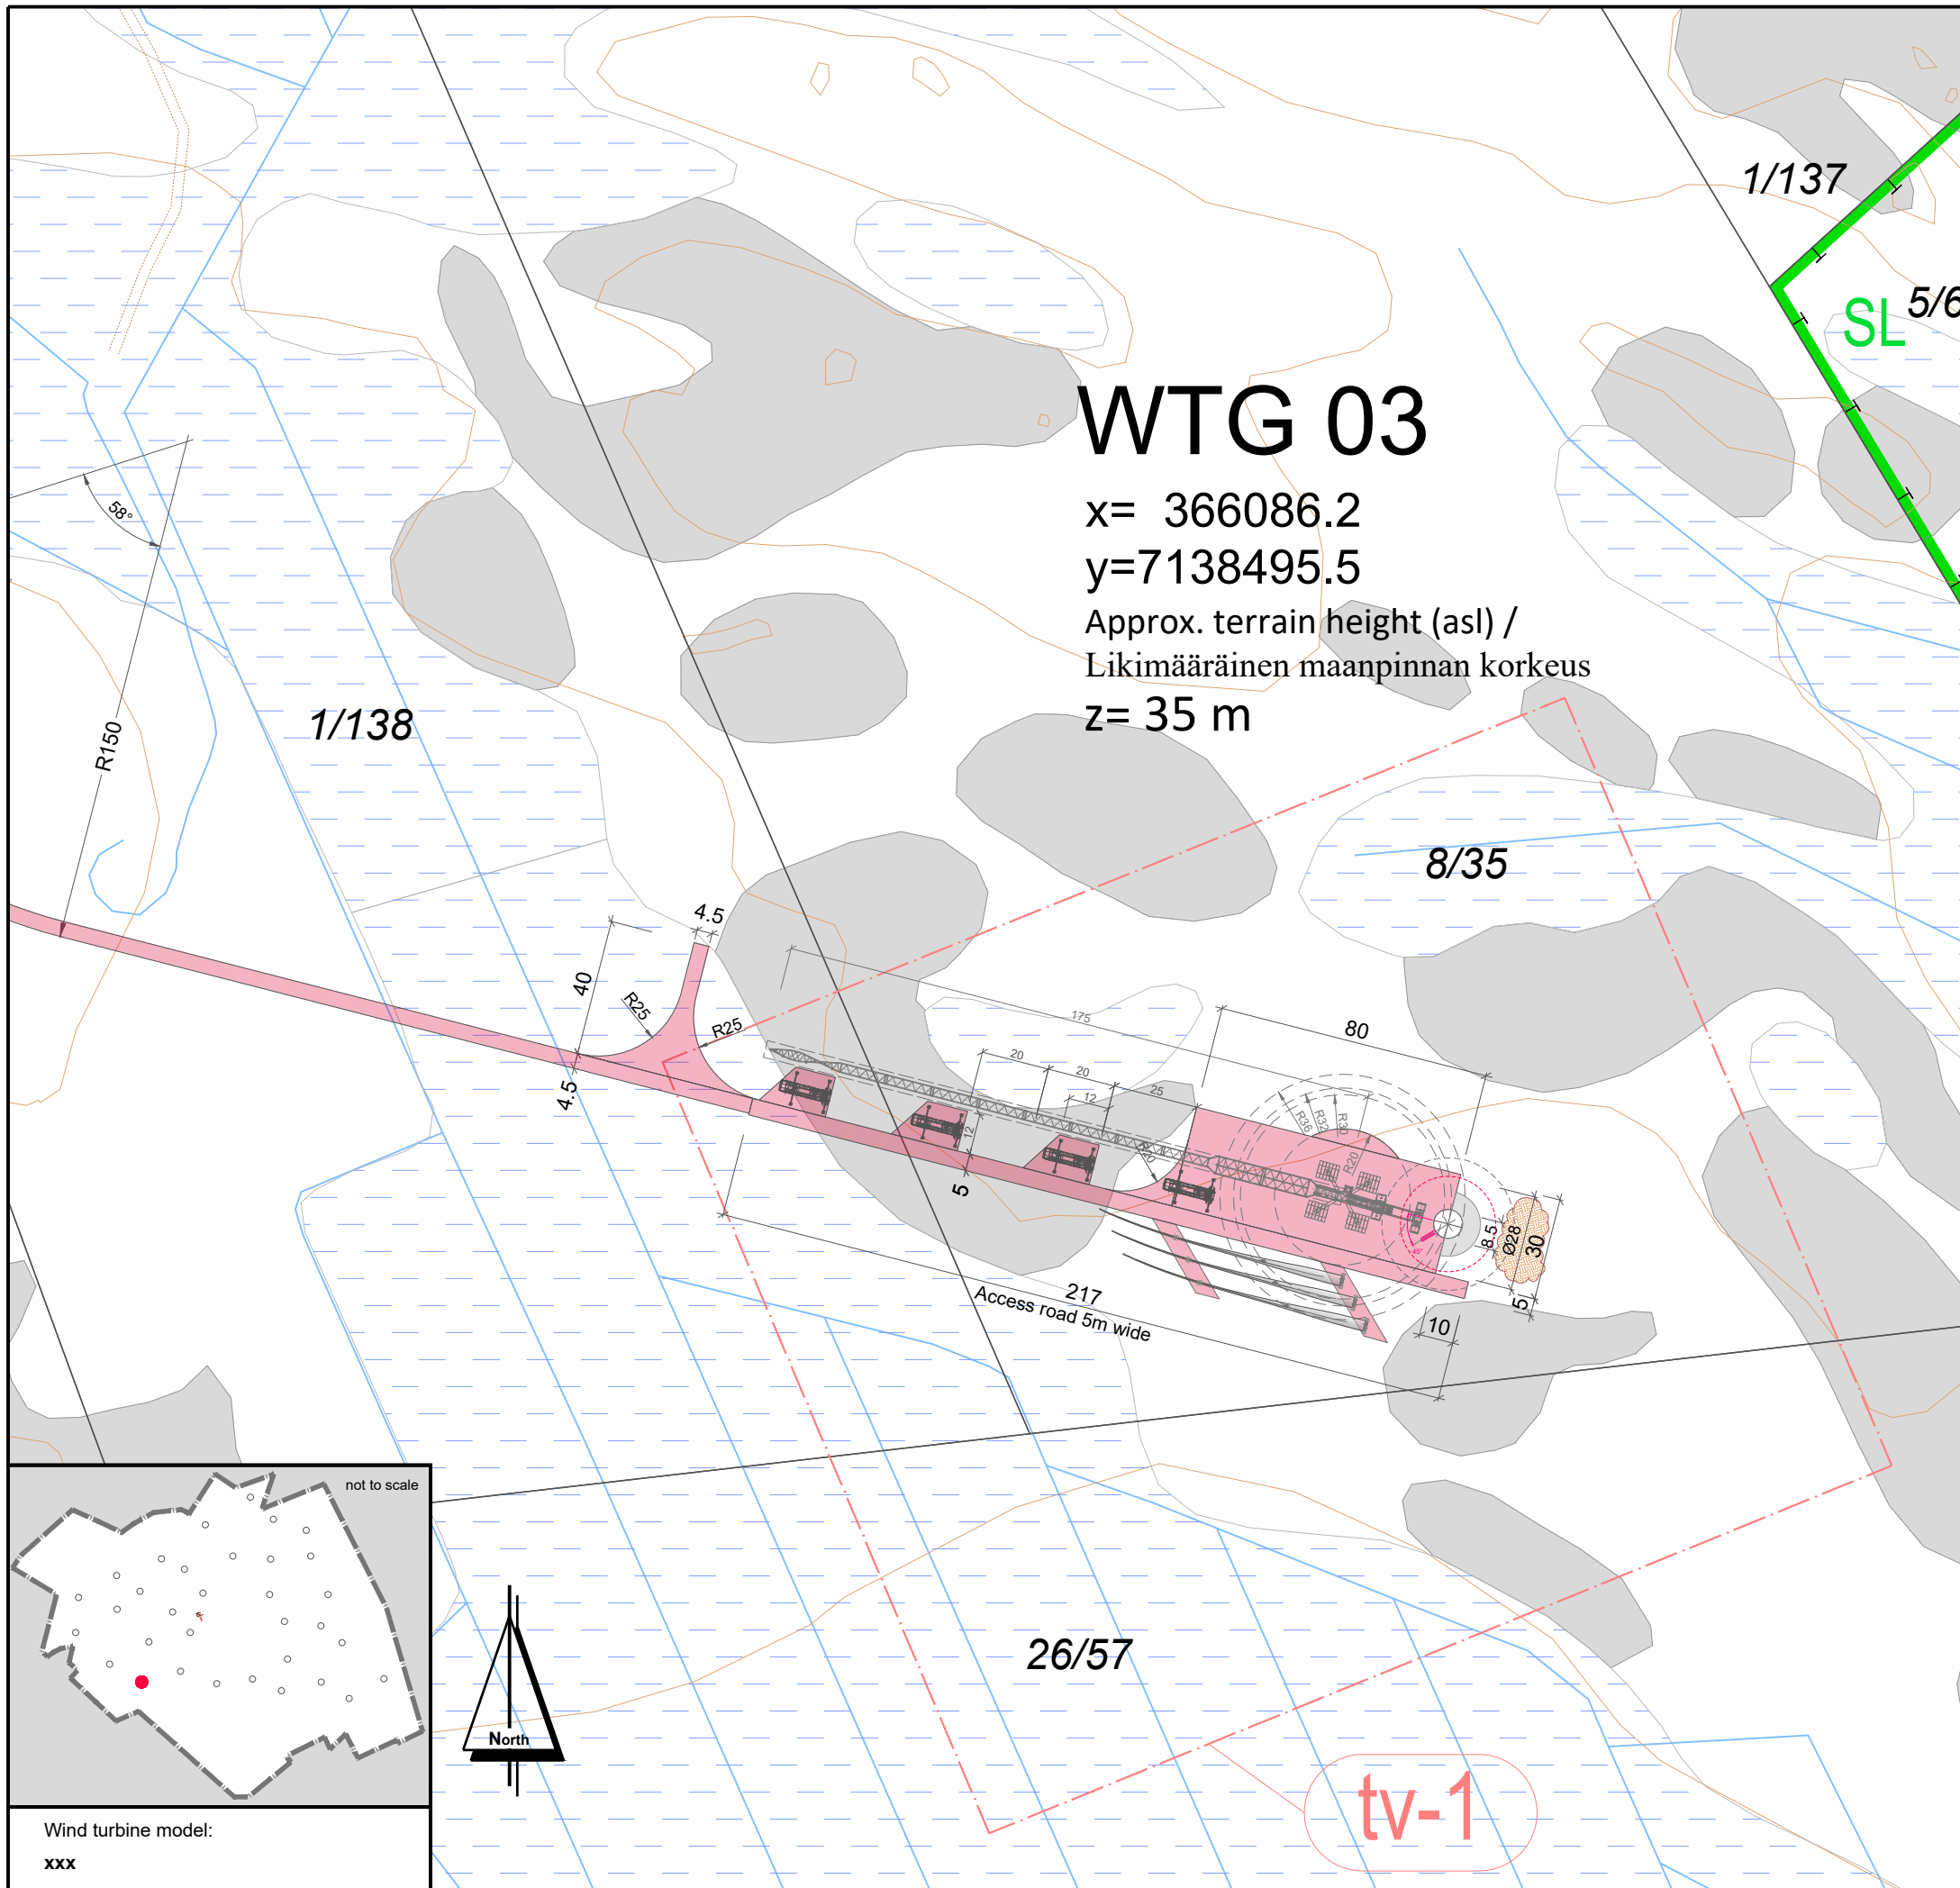 1/137
SL
5/6
WTG 03
x= 366086.2
y=7138495.5
Approx. terrain height (asl) /
Likimääräinen maanpinnan korkeus
z= 35 m
58°
R150
1/138
8/35
4.5
40
R25
R25
4.5
175
80
20
20
12
25
12
5
R36
R32
R30
R20
45°
8.5
Ø28
30
5
10
217
Access road 5m wide
26/57
tv-1
not to scale
North
Wind turbine model:
xxx